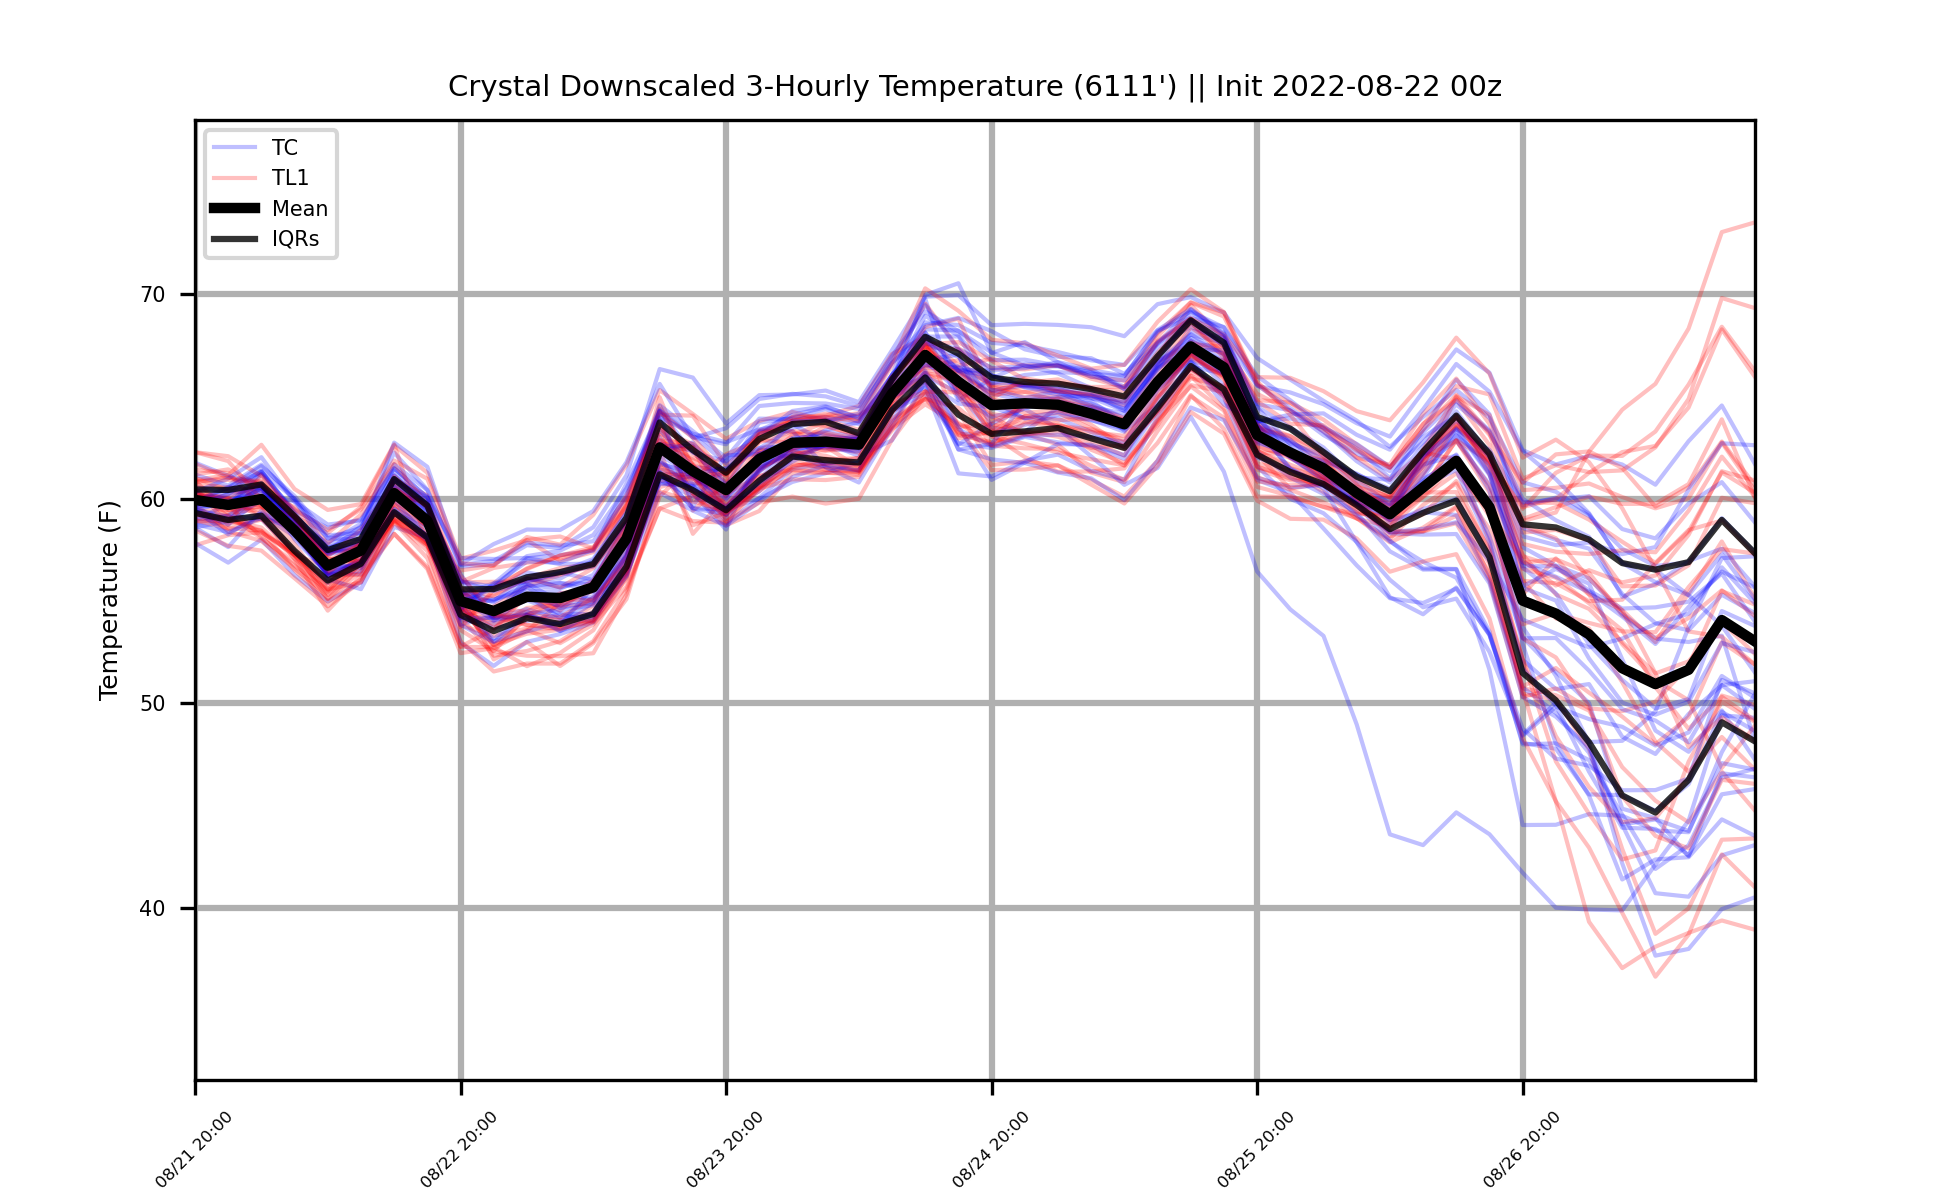 Crystal Downscaled 3-Hourly Temperature (6111') || Init 2022-08-22 00z
TC
TL1
Mean
IQRs
Temperature (F)
70
60
50
40
08/21 20:00
08/22 20:00
08/23 20:00
08/24 20:00
08/25 20:00
08/26 20:00